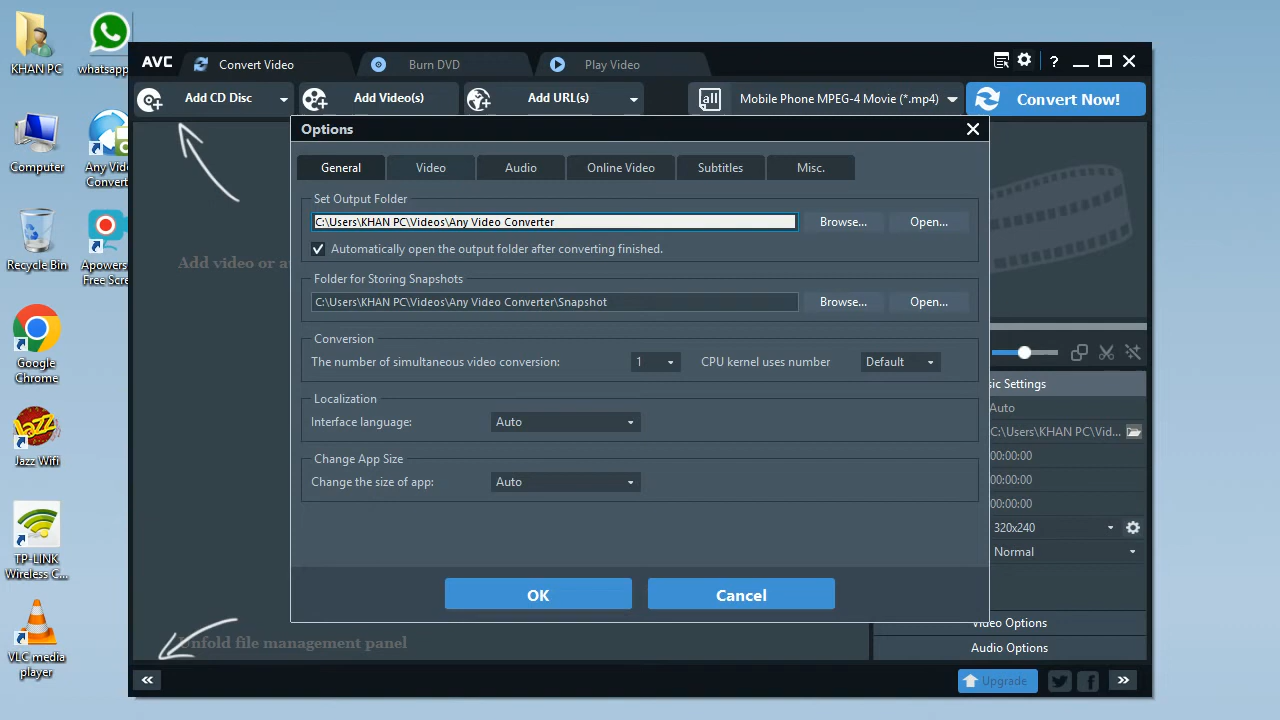 KHAN PC
whatsapp
Computer
Any Vid
Convert
Recycle Bin
Apowers
Free Scre
Google
Chrome
Jazz
Jazz Wifi
TP-LINK
Wireless C...
VLC media
player
AVC
Convert Video
Burn DVD
Play Video
?
Add CD Disc
Add Video(s)
Add URL(s)
all
Mobile Phone MPEG-4 Movie (*.mp4)
Convert Now!
Options
General
Video
Audio
Online Video
Subtitles
Misc.
Set Output Folder
C:\Users\KHAN PC\Videos\Any Video Converter
Browse...
Open...
Automatically open the output folder after converting finished.
Folder for Storing Snapshots
C:\Users\KHAN PC\Videos\Any Video Converter\Snapshot
Browse...
Open...
Conversion
The number of simultaneous video conversion:
1
CPU kernel uses number
Default
Localization
Interface language:
Auto
Change App Size
Change the size of app:
Auto
OK
Cancel
Add video or a
sic Settings
Auto
C:\Users\KHAN PC\Vid...
00:00:00
00:00:00
00:00:00
320x240
Normal
Video Options
Audio Options
Unfold file management panel
Upgrade